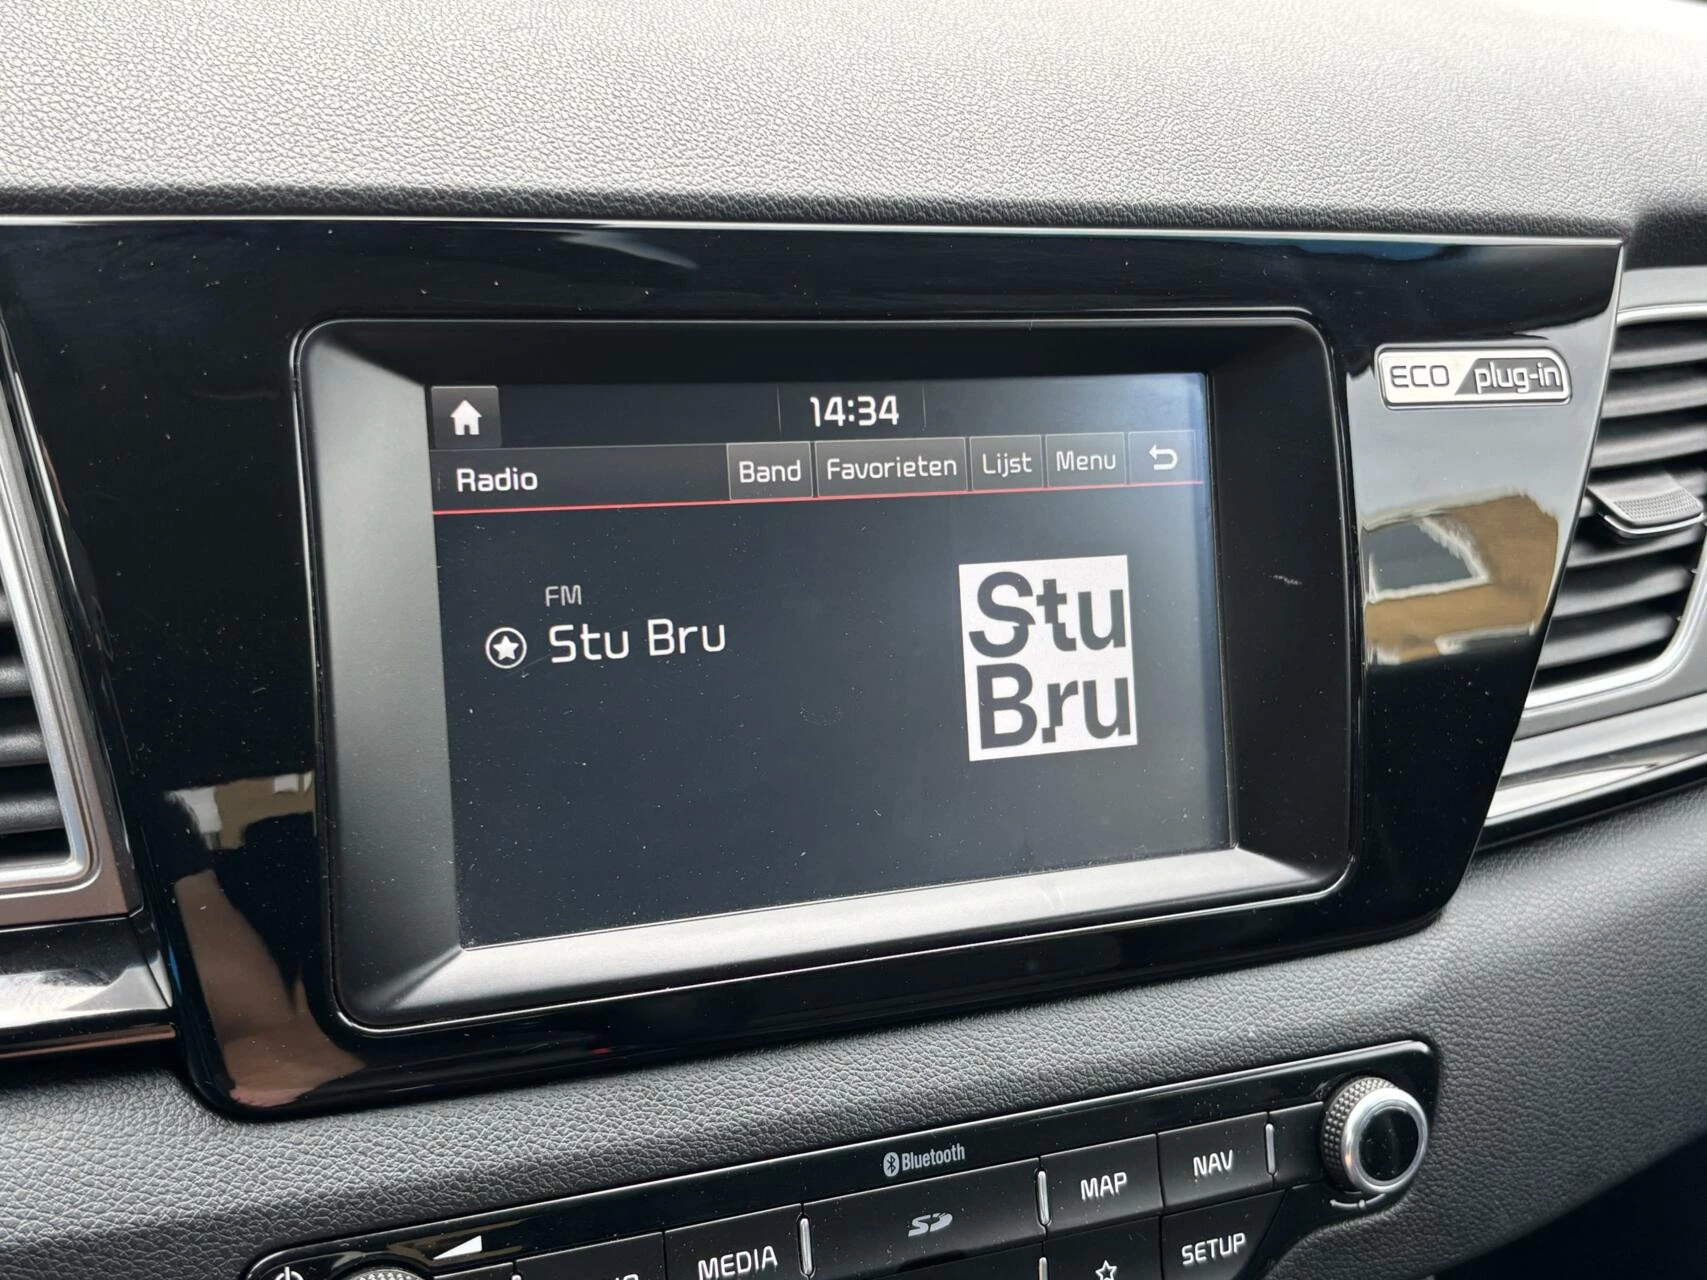 14:34
Radio
Band
Favorieten
Lijst
Menu
ECO plug-in
FM
Stu Bru
Stu
Bru
Bluetooth
MAP
NAV
SD
MEDIA
SETUP